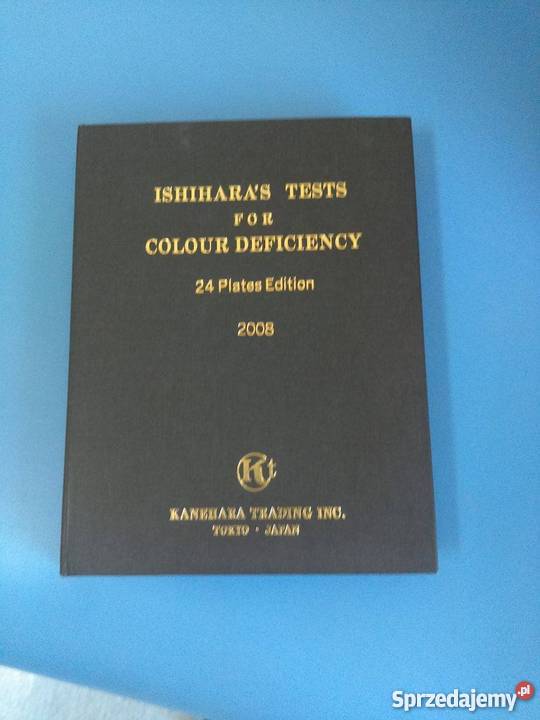 ISHIHARA'S TESTS
FOR
COLOUR DEFICIENCY
24 Plates Edition
2008
Kt
KANEHARA TRADING INC.
TOKYO · JAPAN
Sprzedajemy.pl